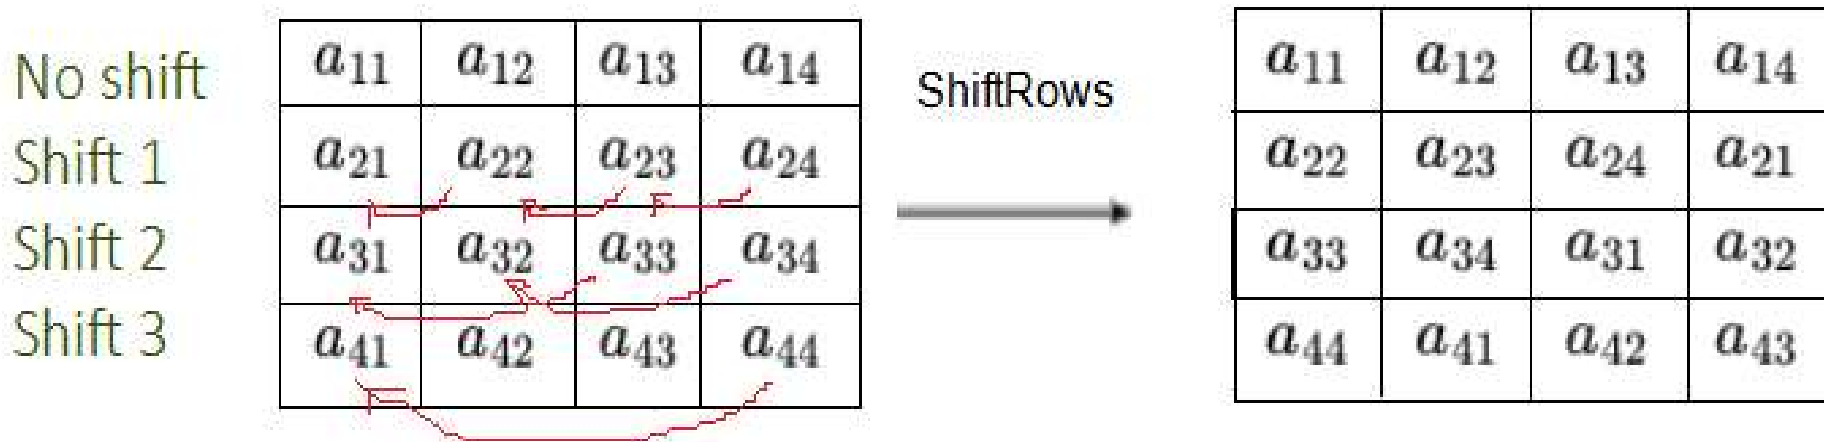 No shift a₁₁ a₁₂ a₁₃ a₁₄ ShiftRows a₁₁ a₁₂ a₁₃ a₁₄
Shift 1 a₂₁ a₂₂ a₂₃ a₂₄ a₂₂ a₂₃ a₂₄ a₂₁
Shift 2 a₃₁ a₃₂ a₃₃ a₃₄ a₃₃ a₃₄ a₃₁ a₃₂
Shift 3 a₄₁ a₄₂ a₄₃ a₄₄ a₄₄ a₄₁ a₄₂ a₄₃